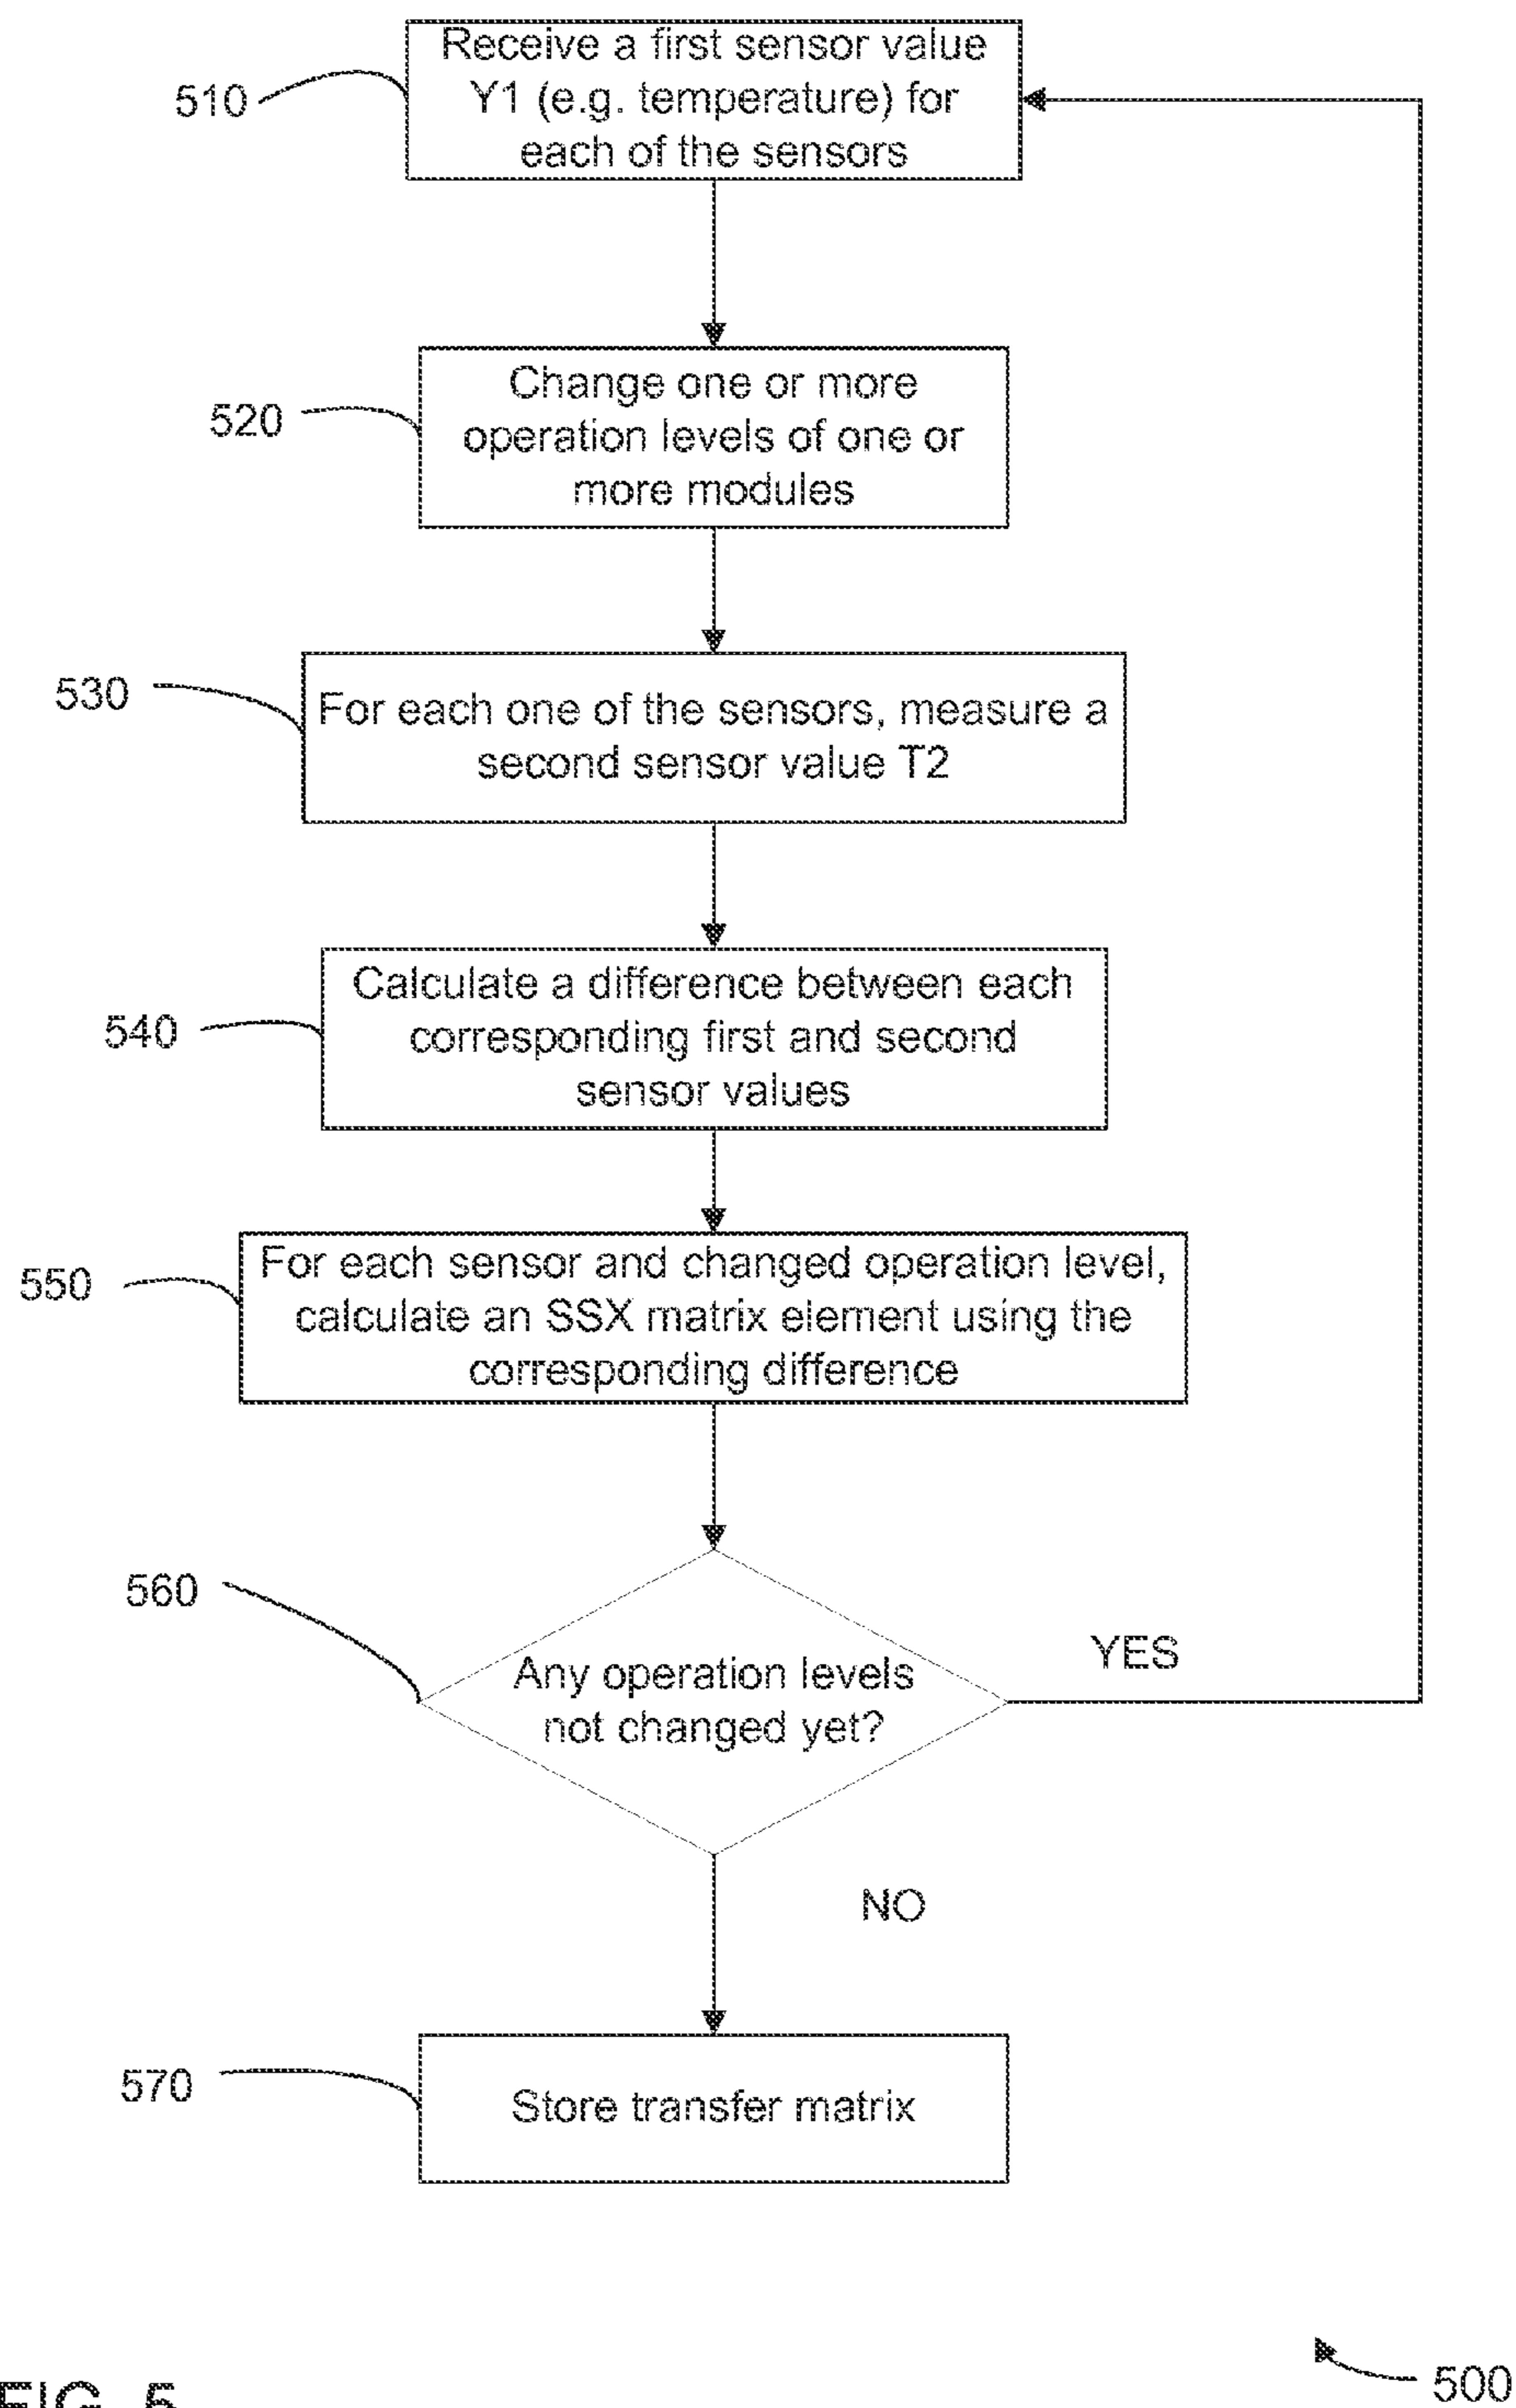 510
Receive a first sensor value
Y1 (e.g. temperature) for
each of the sensors
520
Change one or more
operation levels of one or
more modules
530
For each one of the sensors, measure a
second sensor value T2
540
Calculate a difference between each
corresponding first and second
sensor values
550
For each sensor and changed operation level,
calculate an SSX matrix element using the
corresponding difference
560
Any operation levels
not changed yet?
YES
NO
570
Store transfer matrix
500
FIG. 5